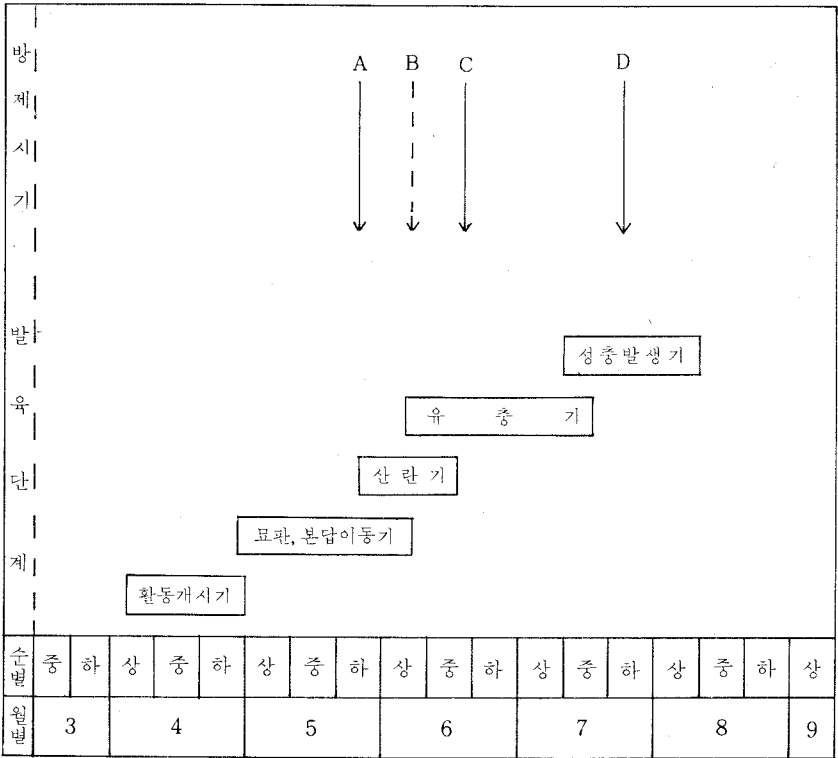 방제시기
A B C D
발육단계
성충발생기
유충기
산란기
묘판, 본답이동기
활동개시기
순별 중 하 상 중 하 상 중 하 상 중 하 상 중 하 상 중 하 상
월별 3 4 5 6 7 8 9